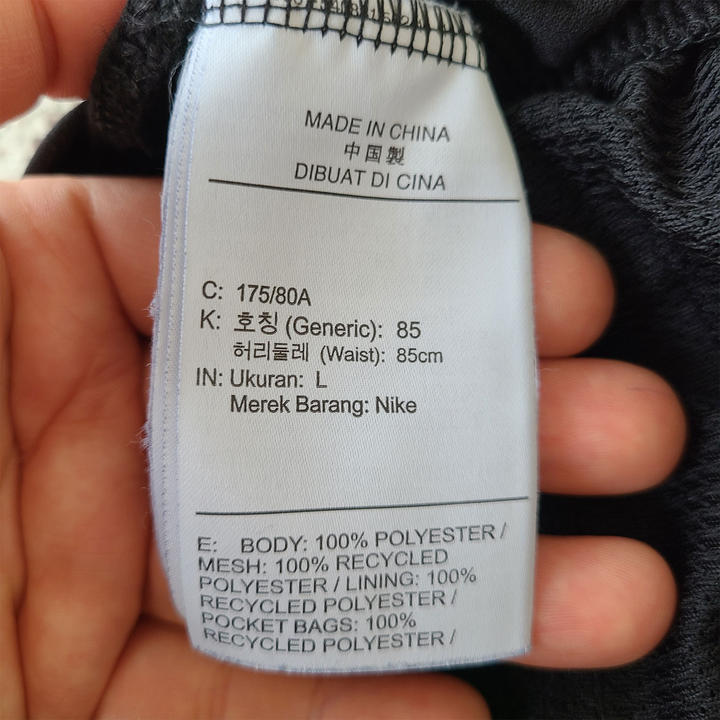 MADE IN CHINA
中国製
DIBUAT DI CINA
C: 175/80A
K: 호칭 (Generic): 85
허리둘레 (Waist): 85cm
IN: Ukuran: L
Merek Barang: Nike
E: BODY: 100% POLYESTER /
MESH: 100% RECYCLED
POLYESTER / LINING: 100%
RECYCLED POLYESTER /
POCKET BAGS: 100%
RECYCLED POLYESTER /